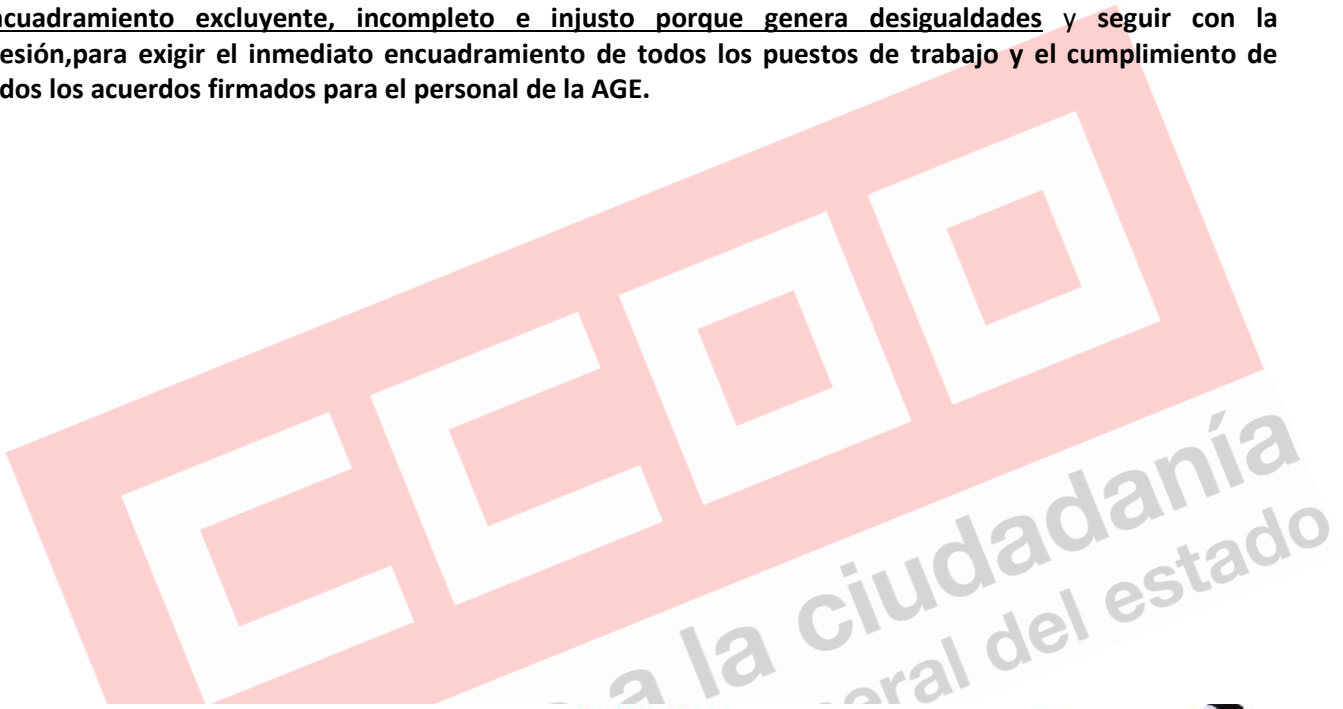 cuadramiento excluyente, incompleto e injusto porque genera desigualdades y seguir con la
esión,para exigir el inmediato encuadramiento de todos los puestos de trabajo y el cumplimiento de
dos los acuerdos firmados para el personal de la AGE.
CCOO
a la ciudadanía
eral del estado